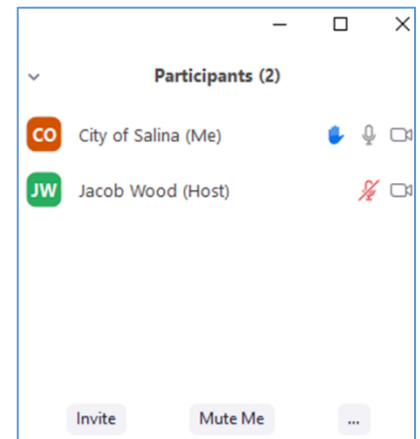 Participants (2)
CO City of Salina (Me)
JW Jacob Wood (Host)
Invite Mute Me ...